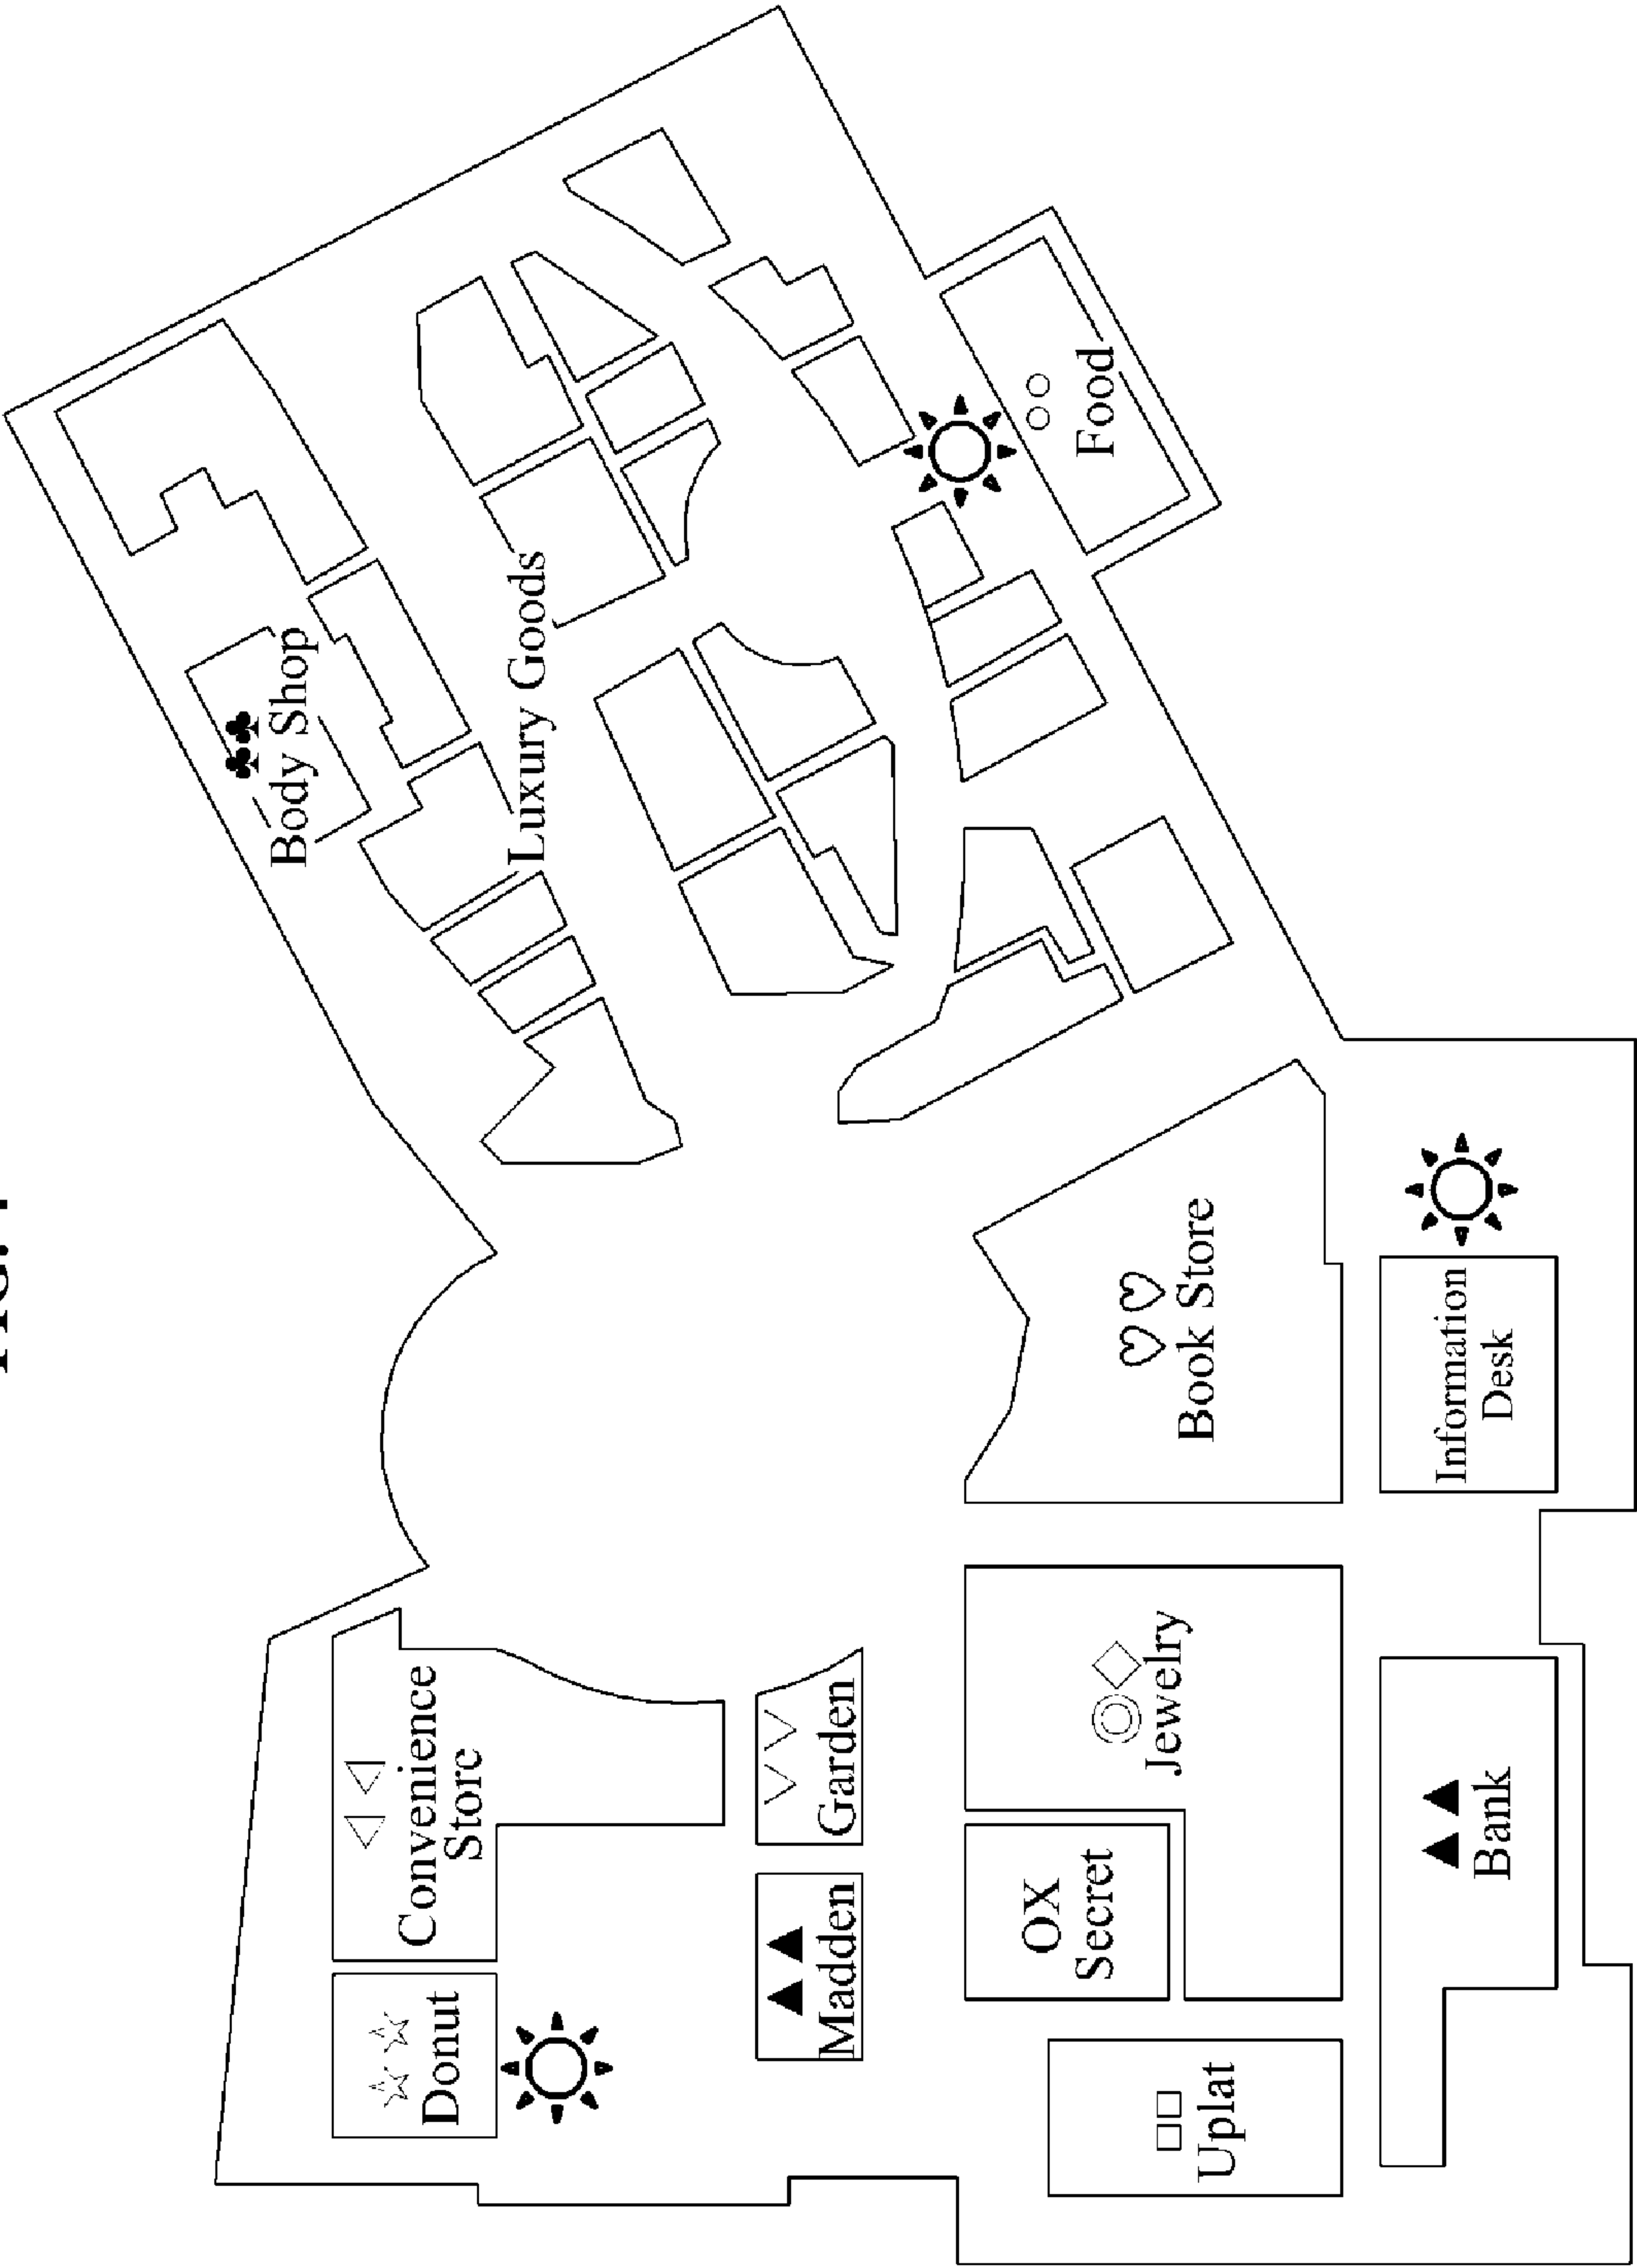 Body Shop
Donut
Convenience
Store
Luxury Goods
Madden
Garden
OX
Secret
Food
Jewelry
Book Store
Uplat
Information
Desk
Bank